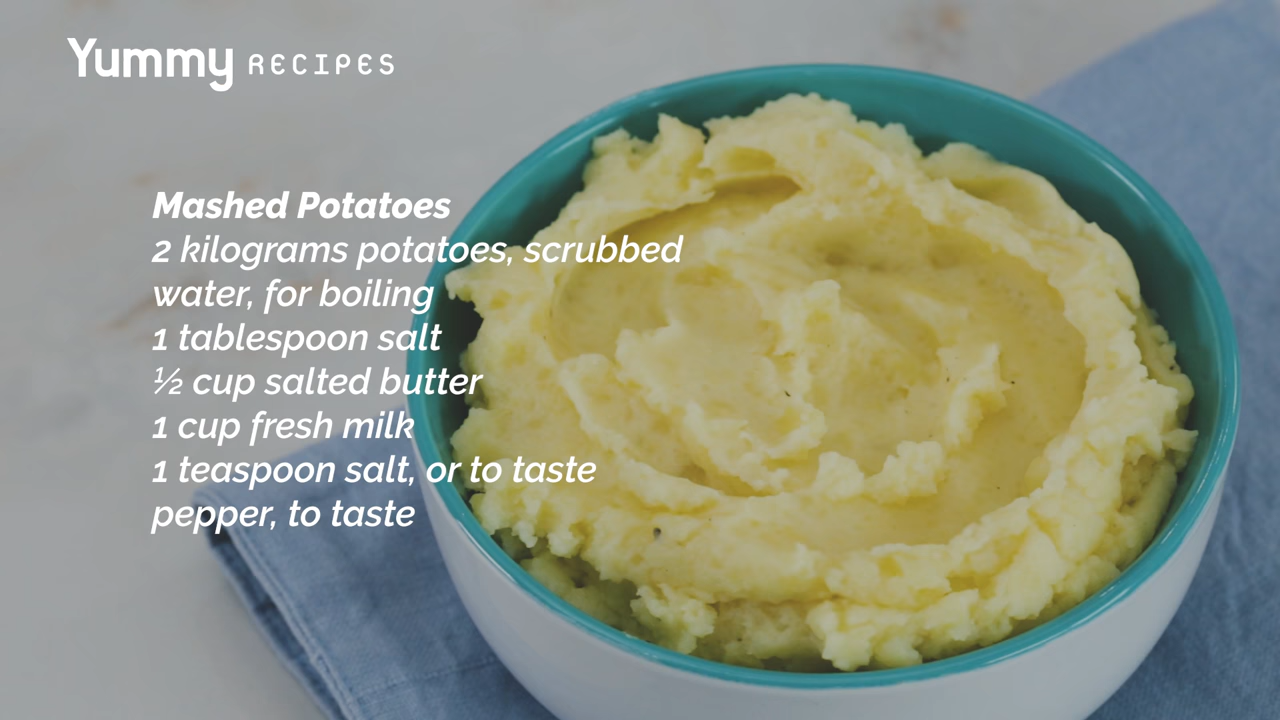 Yummy RECIPES
Mashed Potatoes
2 kilograms potatoes, scrubbed
water, for boiling
1 tablespoon salt
½ cup salted butter
1 cup fresh milk
1 teaspoon salt, or to taste
pepper, to taste